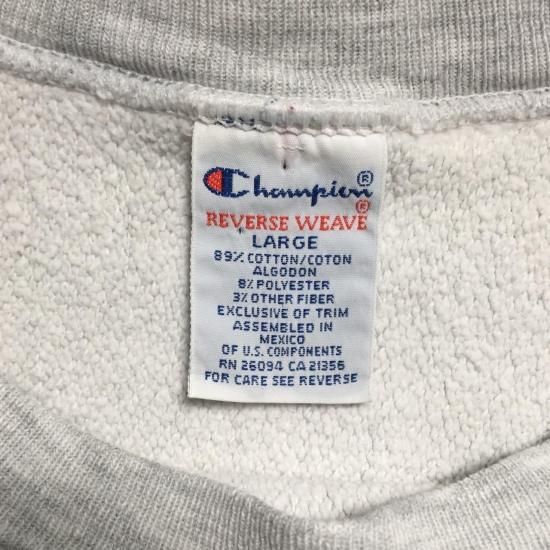 Champion®
REVERSE WEAVE®
LARGE
89% COTTON/COTON
ALGODON
8% POLYESTER
3% OTHER FIBER
EXCLUSIVE OF TRIM
ASSEMBLED IN
MEXICO
OF U.S. COMPONENTS
RN 26094 CA 21356
FOR CARE SEE REVERSE